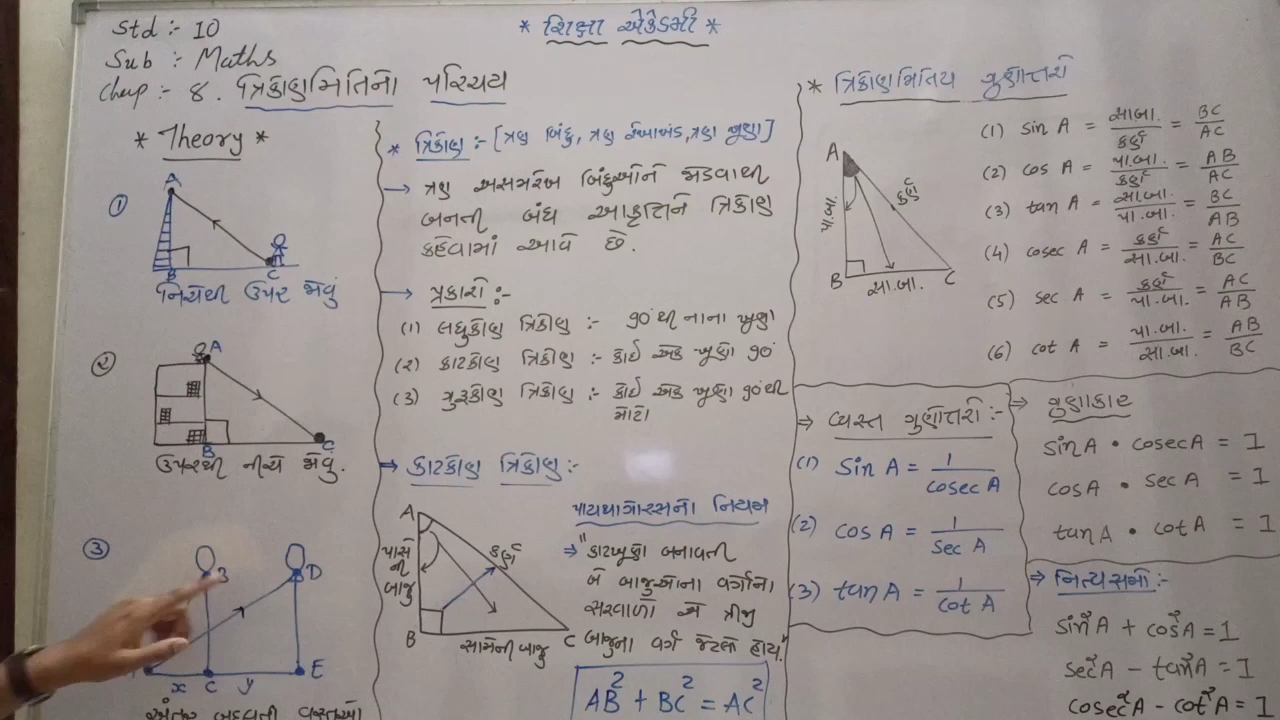 Std :- 10
Sub :- Maths
Chap :- 8. ત્રિકોણમિતિનો પરિચય
* શિક્ષા એકેડમી *
* Theory *
①
A
B
C
નિચેથી ઉપર જોવું
②
A
B
C
ઉપરથી નીચે જોવું.
③
B
D
x
C
y
E
અંતર બદલતી વસ્તુઓ
* ત્રિકોણ :- [ત્રણ બિંદુ, ત્રણ રેખાખંડ, ત્રણ ખૂણા]
→ ત્રણ અસમરેખ બિંદુઓને જોડવાથી
બનતી બંધ આકૃતિને ત્રિકોણ
કહેવામાં આવે છે.
→ પ્રકારો :-
(1) લઘુકોણ ત્રિકોણ :- 90° થી નાના ખૂણા
(૨) કાટકોણ ત્રિકોણ :- કોઈ એક ખૂણો 90°
(3) ગુરૂકોણ ત્રિકોણ :- કોઈ એક ખૂણો 90° થી
મોટો
⇒ કાટકોણ ત્રિકોણ :-
A
પાસે
ની
બાજુ
કર્ણ
B
સામેની બાજુ
C
પાયથાગોરસનો નિયમ
⇒ "કાટખૂણો બનાવતી
બે બાજુઓના વર્ગોનો
સરવાળો એ ત્રીજી
બાજુના વર્ગ જેટલો હોય."
AB² + BC² = AC²
* ત્રિકોણમિતિય ગુણોત્તરો
A
પા.બા.
કર્ણ
B
સા.બા.
C
(1) sin A = સા.બા./કર્ણ = BC/AC
(2) cos A = પા.બા./કર્ણ = AB/AC
(3) tan A = સા.બા./પા.બા. = BC/AB
(4) cosec A = કર્ણ/સા.બા. = AC/BC
(5) sec A = કર્ણ/પા.બા. = AC/AB
(6) cot A = પા.બા./સા.બા. = AB/BC
⇒ વ્યસ્ત ગુણોત્તરો :-
(1) sin A = 1/cosec A
(2) cos A = 1/sec A
(3) tan A = 1/cot A
⇒ ગુણાકાર
sin A · cosec A = 1
cos A · sec A = 1
tan A · cot A = 1
⇒ નિત્યસમો :-
sin²A + cos²A = 1
sec²A - tan²A = 1
cosec²A - cot²A = 1